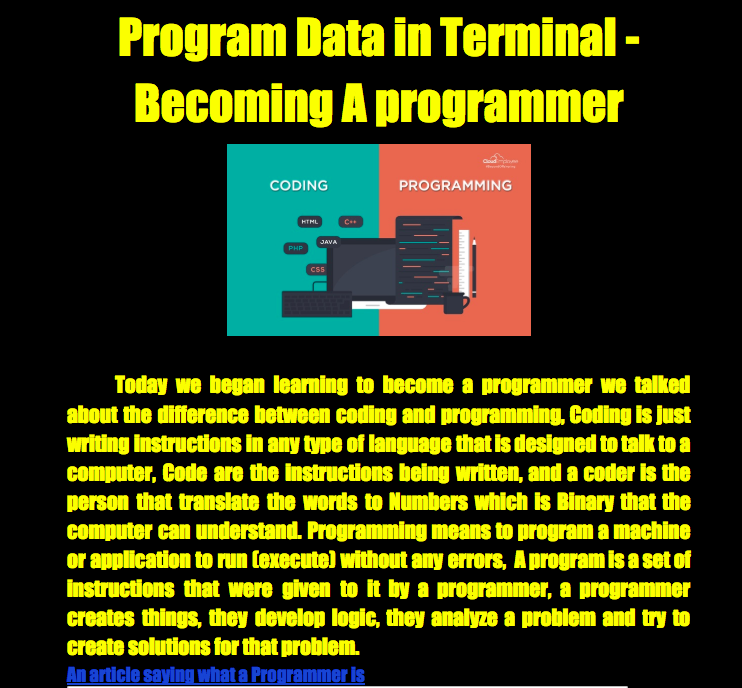 Program Data in Terminal -
Becoming A programmer
CODING
PROGRAMMING
HTML
C++
PHP
JAVA
CSS
Today we began learning to become a programmer we talked
about the difference between coding and programming, Coding is just
writing instructions in any type of language that is designed to talk to a
computer, Code are the instructions being written, and a coder is the
person that translate the words to Numbers which is Binary that the
computer can understand. Programming means to program a machine
or application to run (execute) without any errors, A program is a set of
instructions that were given to it by a programmer, a programmer
creates things, they develop logic, they analyze a problem and try to
create solutions for that problem.
An article saying what a Programmer is